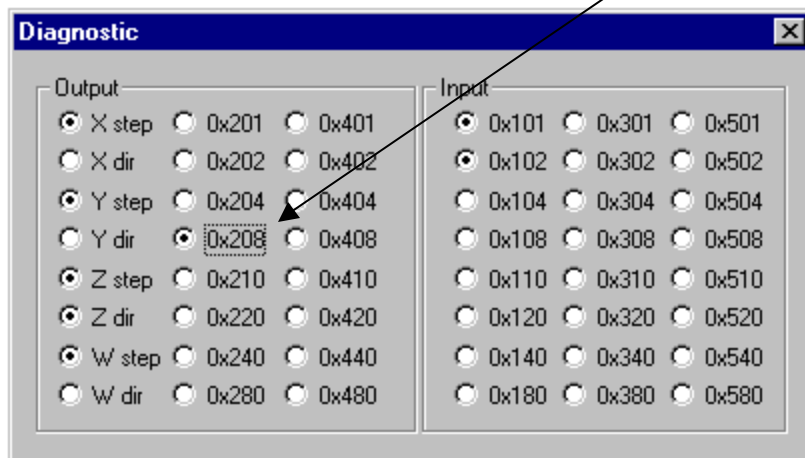 Diagnostic
Output
X step 0x201 0x401
X dir 0x202 0x402
Y step 0x204 0x404
Y dir 0x208 0x408
Z step 0x210 0x410
Z dir 0x220 0x420
W step 0x240 0x440
W dir 0x280 0x480
Input
0x101 0x301 0x501
0x102 0x302 0x502
0x104 0x304 0x504
0x108 0x308 0x508
0x110 0x310 0x510
0x120 0x320 0x520
0x140 0x340 0x540
0x180 0x380 0x580